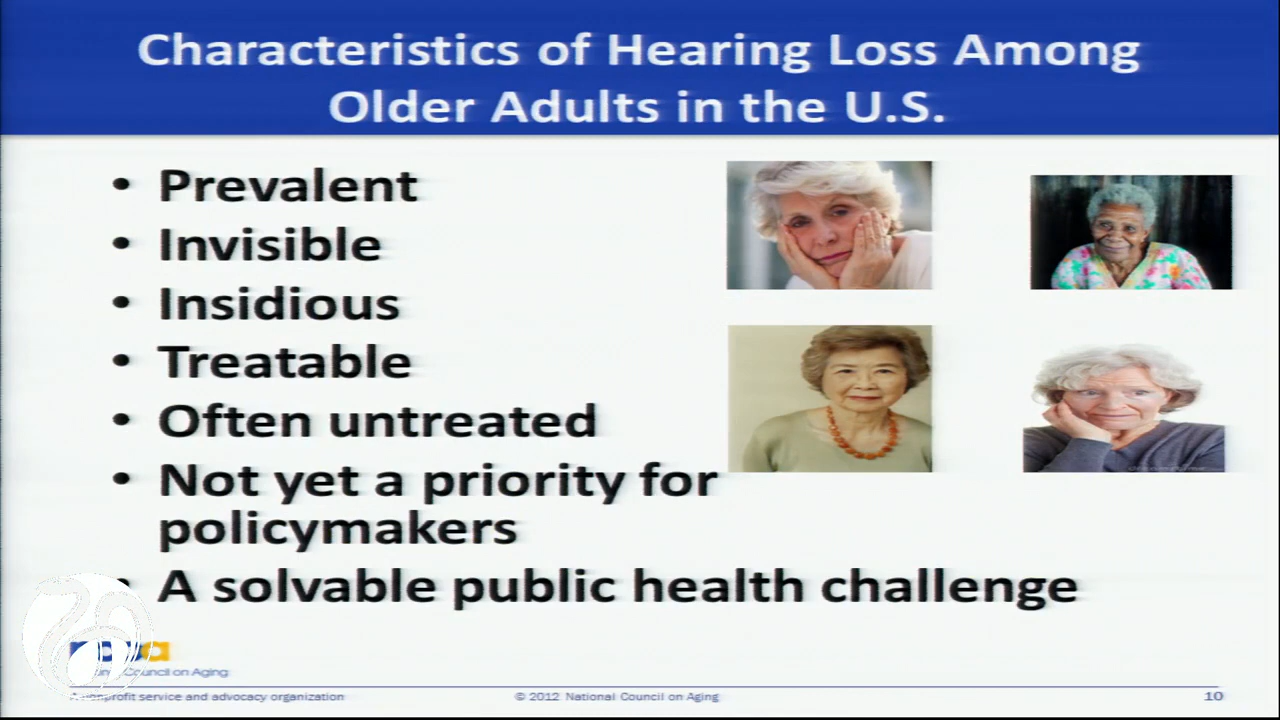 Characteristics of Hearing Loss Among
Older Adults in the U.S.
• Prevalent
• Invisible
• Insidious
• Treatable
• Often untreated
• Not yet a priority for
policymakers
• A solvable public health challenge
Council on Aging
service and advocacy organization
© 2012 National Council on Aging
10